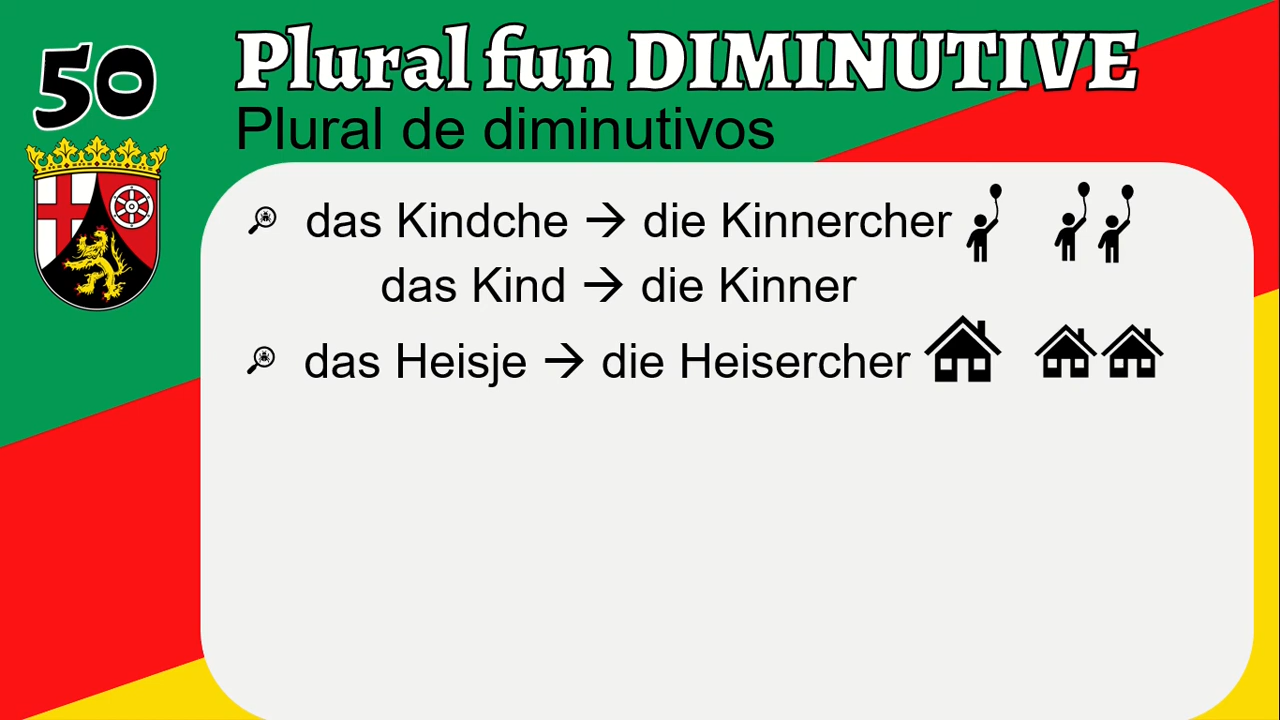 50
Plural fun DIMINUTIVE
Plural de diminutivos
das Kindche → die Kinnercher
das Kind → die Kinner
das Heisje → die Heisercher